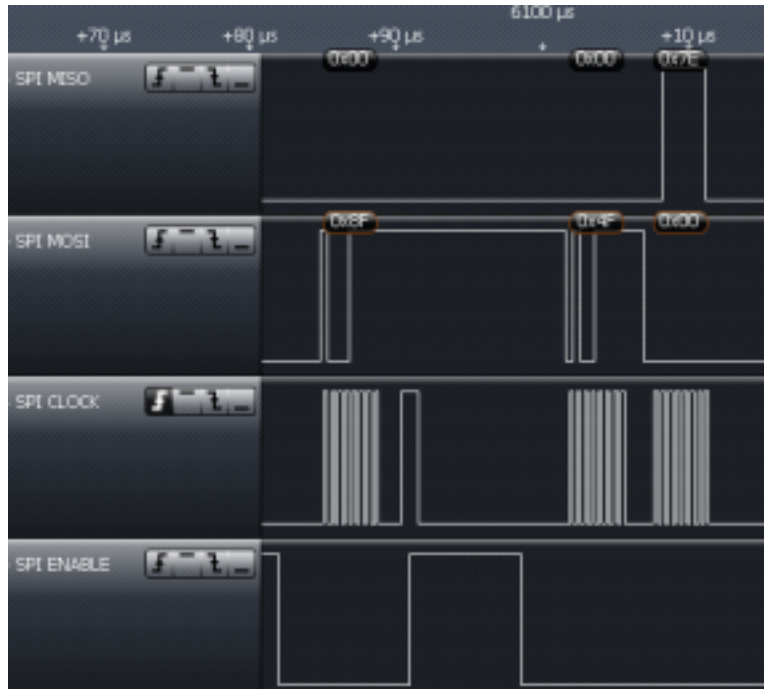 6100 µs
+70 µs +80 µs +90 µs +10 µs
0x00 0x00 0x7E
SPI MISO
0x8F 0x4F 0x00
SPI MOSI
SPI CLOCK
SPI ENABLE